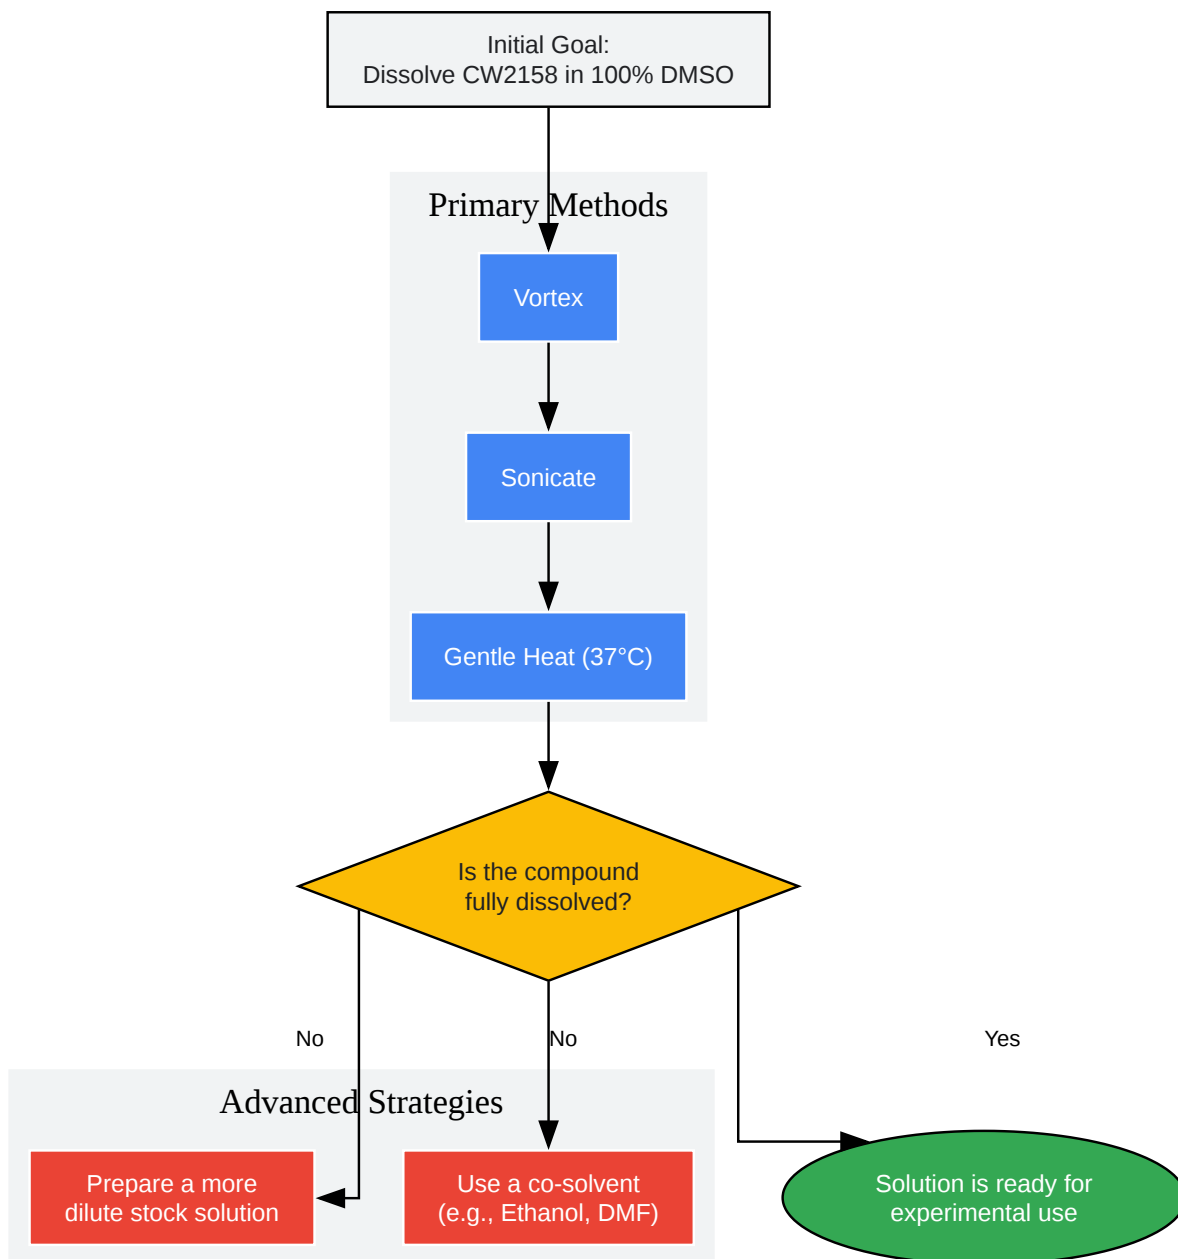 Initial Goal:
Dissolve CW2158 in 100% DMSO
Primary Methods
Vortex
Sonicate
Gentle Heat (37°C)
Is the compound
fully dissolved?
No
No
Yes
Advanced Strategies
Prepare a more
dilute stock solution
Use a co-solvent
(e.g., Ethanol, DMF)
Solution is ready for
experimental use